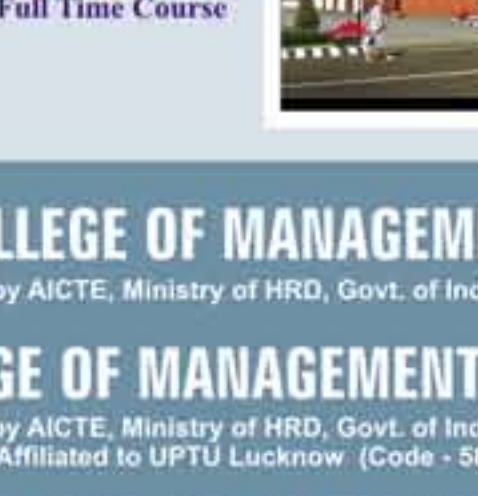 Full Time Course
LLEGE OF MANAGEM
by AICTE, Ministry of HRD, Govt. of Ind
GE OF MANAGEMENT
by AICTE, Ministry of HRD, Govt. of Ind
Affiliated to UPTU Lucknow (Code - 58